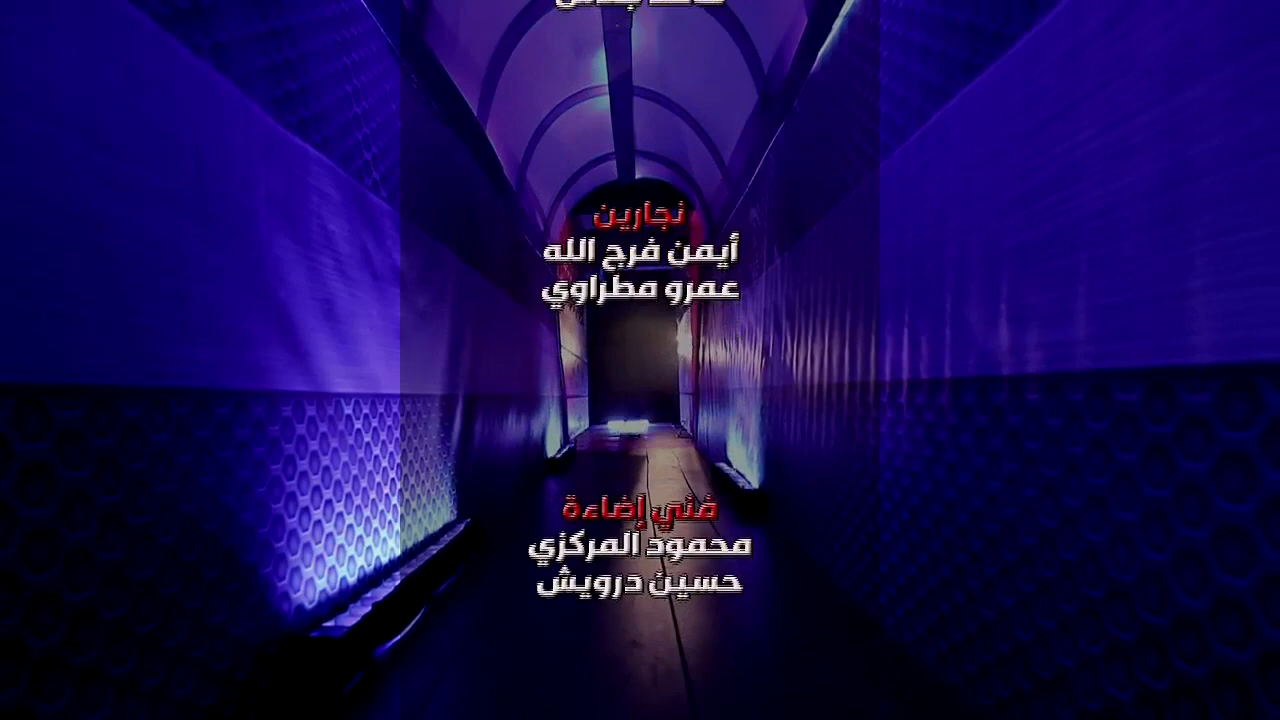 نجارين
أيمن فرج الله
عمرو مطراوي
فني إضاءة
محمود المركزي
حسين درويش